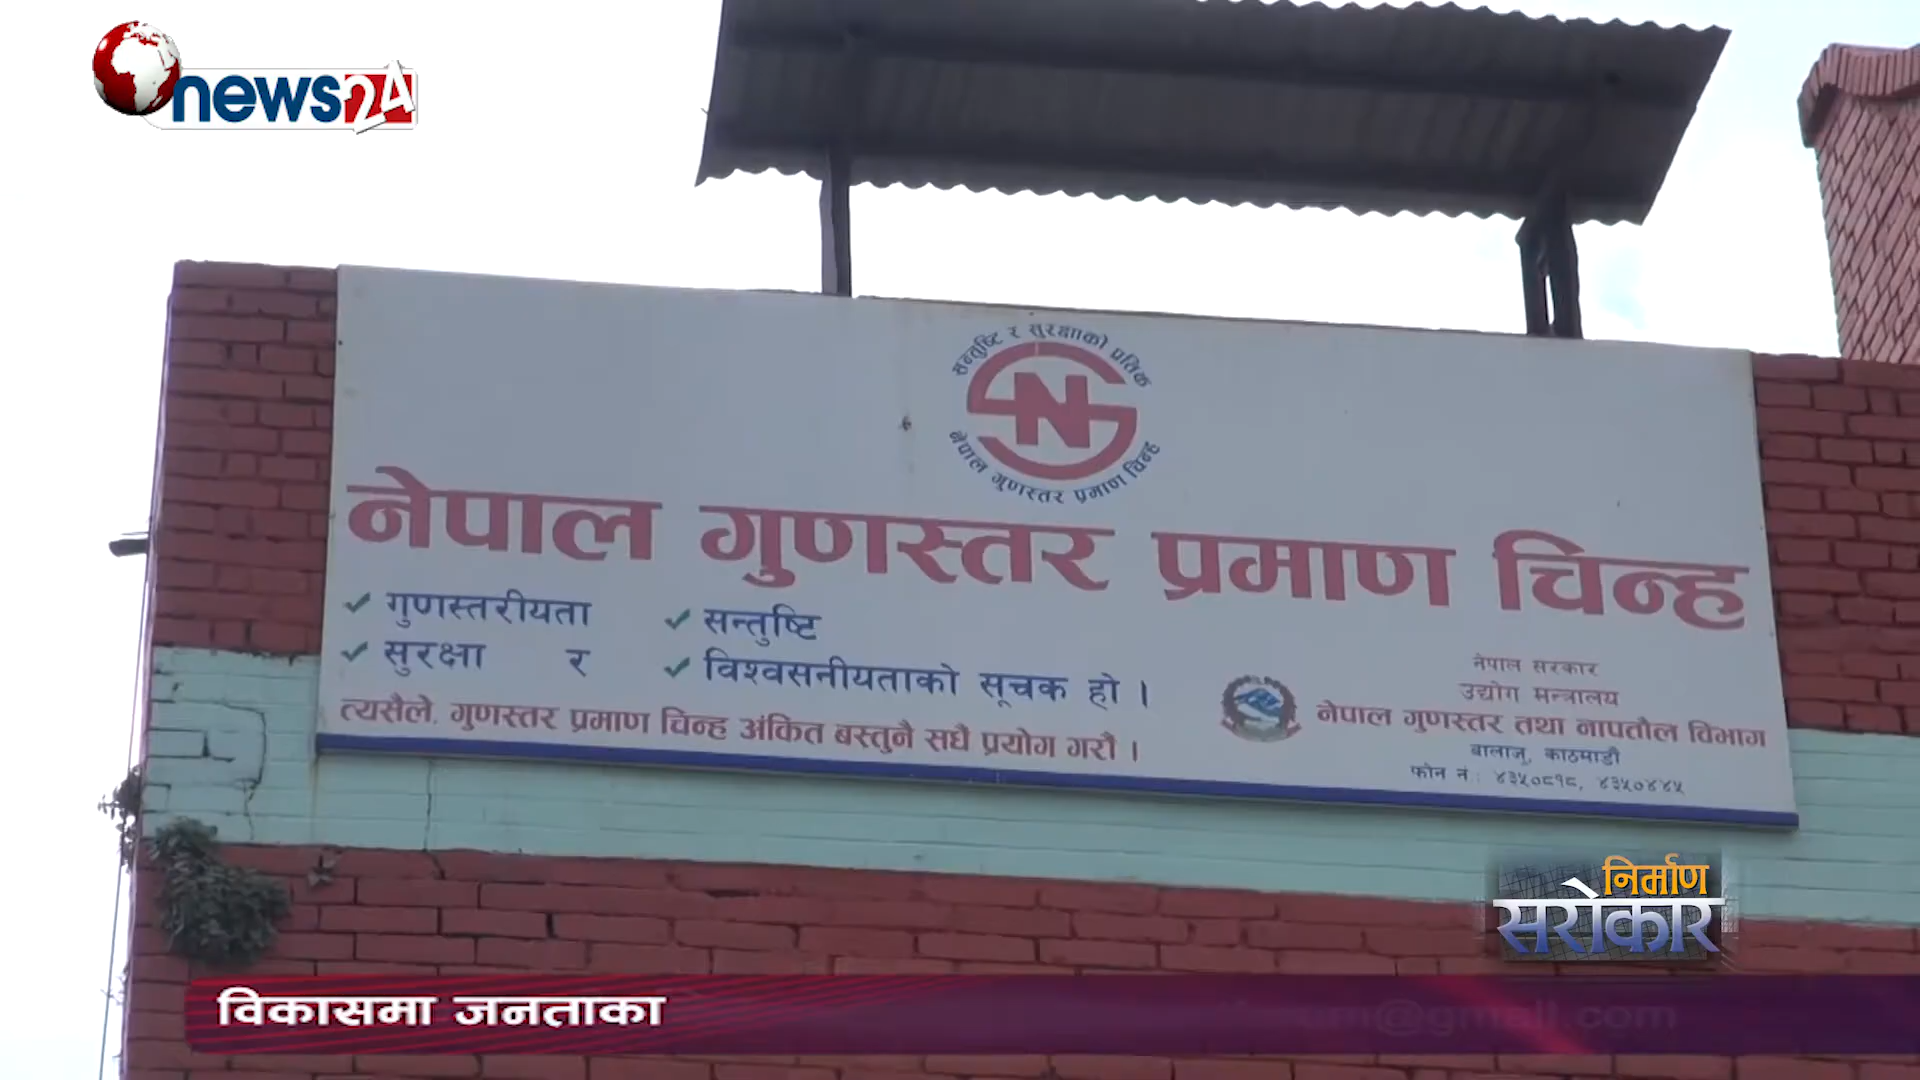 news24
सन्तुष्टि र सुरक्षाको प्रतिक
N
नेपाल गुणस्तर प्रमाण चिन्ह
नेपाल गुणस्तर प्रमाण चिन्ह
✓ गुणस्तरीयता ✓ सन्तुष्टि
✓ सुरक्षा र ✓ विश्वसनीयताको सूचक हो ।
त्यसैले, गुणस्तर प्रमाण चिन्ह अंकित बस्तुनै सधै प्रयोग गरौं ।
नेपाल सरकार
उद्योग मन्त्रालय
नेपाल गुणस्तर तथा नापतौल विभाग
बालाजु, काठमाडौं
फोन नं.: ४३५०८१८, ४३५०४४५
निर्माण
सरोकार
विकासमा जनताका
@gmail.com